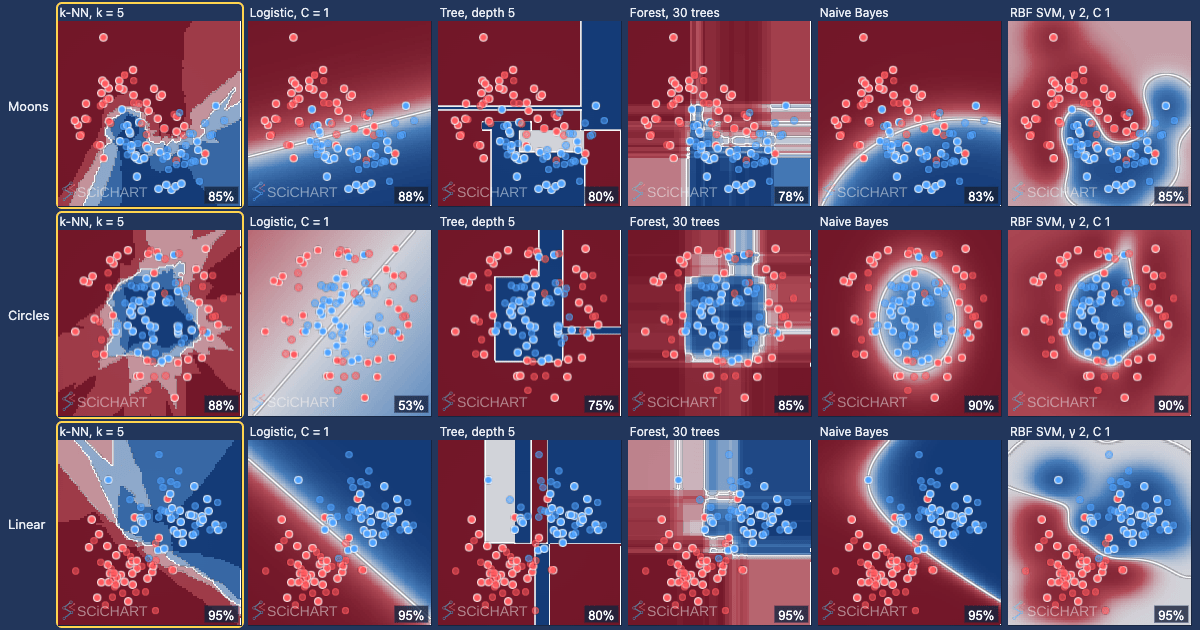 k-NN, k = 5
Logistic, C = 1
Tree, depth 5
Forest, 30 trees
Naive Bayes
RBF SVM, γ 2, C 1
Moons
SCiCHART
85%
SCiCHART
88%
SCiCHART
80%
SCiCHART
78%
SCiCHART
83%
SCiCHART
85%
k-NN, k = 5
Logistic, C = 1
Tree, depth 5
Forest, 30 trees
Naive Bayes
RBF SVM, γ 2, C 1
Circles
SCiCHART
88%
SCiCHART
53%
SCiCHART
75%
SCiCHART
85%
SCiCHART
90%
SCiCHART
90%
k-NN, k = 5
Logistic, C = 1
Tree, depth 5
Forest, 30 trees
Naive Bayes
RBF SVM, γ 2, C 1
Linear
SCiCHART
95%
SCiCHART
95%
SCiCHART
80%
SCiCHART
95%
SCiCHART
95%
SCiCHART
95%